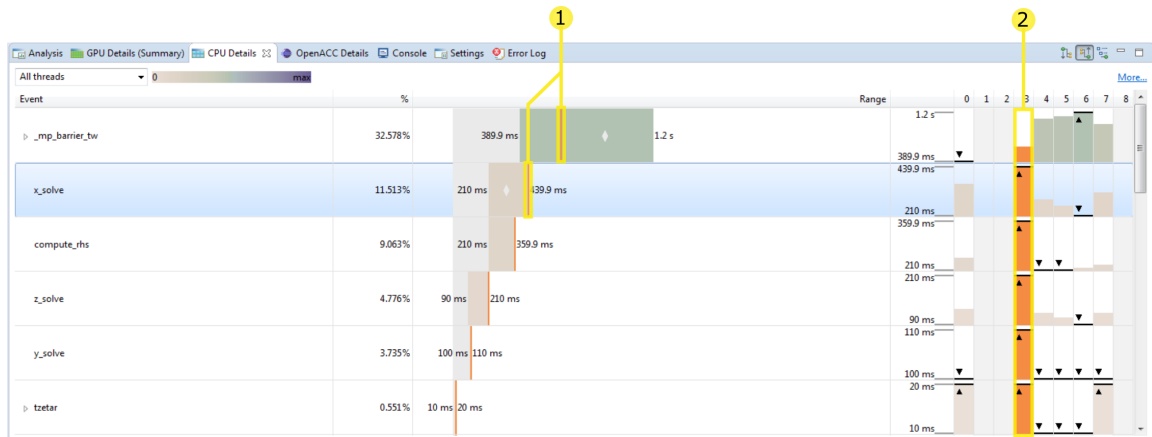 1 2
Analysis GPU Details (Summary) CPU Details OpenACC Details Console Settings Error Log
All threads 0 max More...
Event % Range 0 1 2 3 4 5 6 7 8
1.2 s
_mp_barrier_tw 32.578% 389.9 ms 1.2 s
389.9 ms
439.9 ms
x_solve 11.513% 210 ms 439.9 ms
210 ms
359.9 ms
compute_rhs 9.063% 210 ms 359.9 ms
210 ms
210 ms
z_solve 4.776% 90 ms 210 ms
90 ms
110 ms
y_solve 3.735% 100 ms 110 ms
100 ms
20 ms
tzetar 0.551% 10 ms 20 ms
10 ms